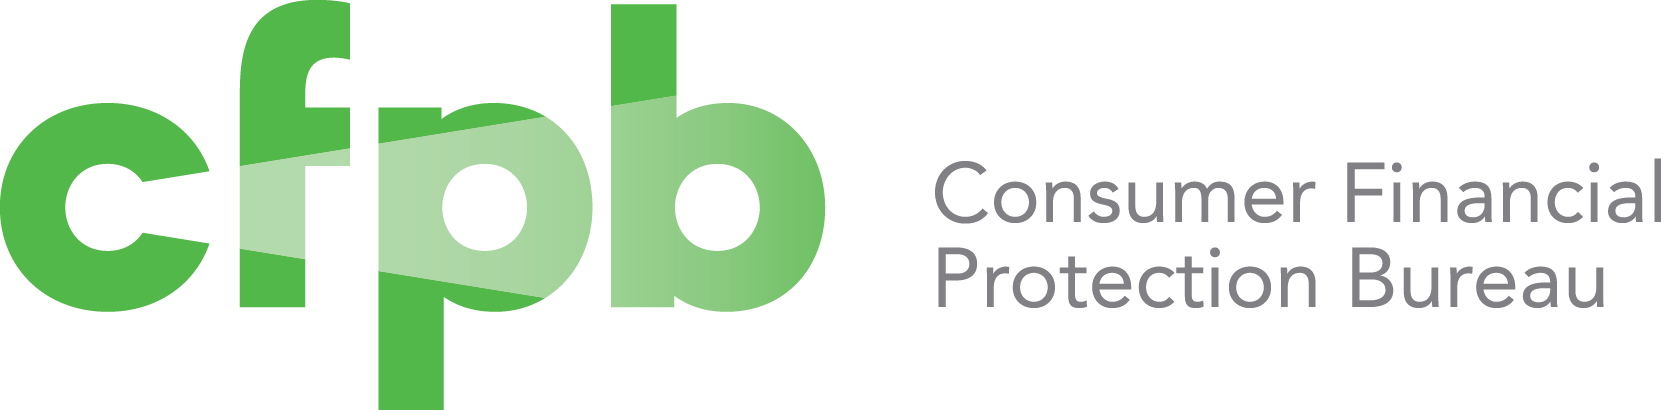 cfpb
Consumer Financial
Protection Bureau